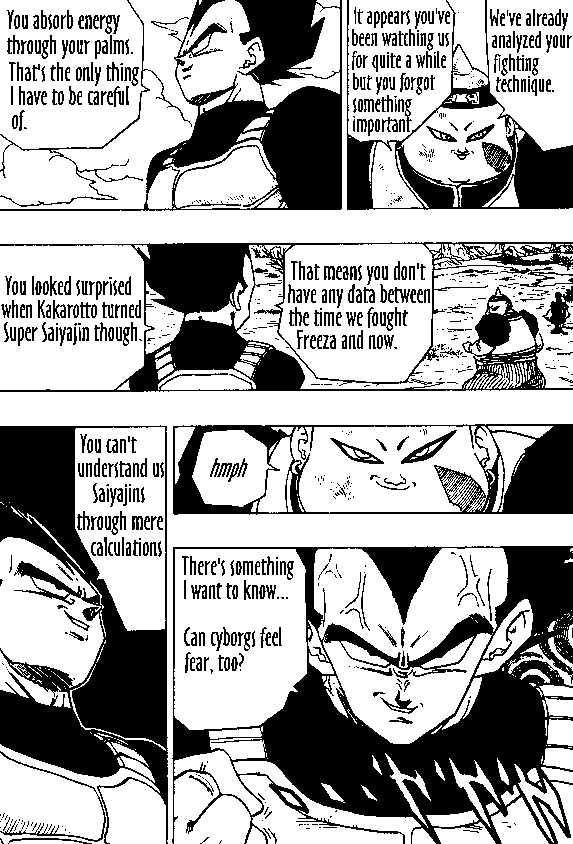 We've already
analyzed your
fighting
technique.
It appears you've
been watching us
for quite a while
but you forgot
something
important
You absorb energy
through your palms.
That's the only thing
I have to be careful
of.
That means you don't
have any data between
the time we fought
Freeza and now.
You looked surprised
when Kakarotto turned
Super Saiyajin though.
hmph
There's something
I want to know...
Can cyborgs feel
fear, too?
You can't
understand us
Saiyajins
through mere
calculations